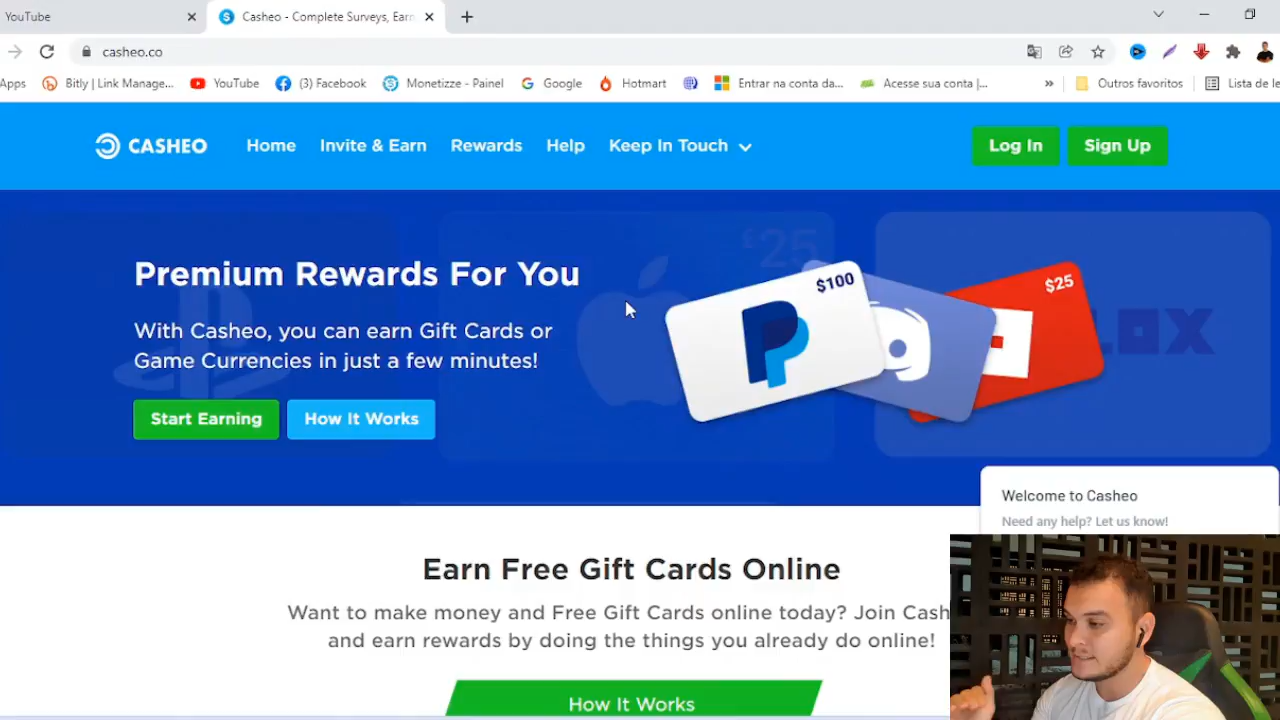 YouTube
Casheo - Complete Surveys, Earn
casheo.co
Apps
Bitly | Link Manage...
YouTube
(3) Facebook
Monetizze - Painel
Google
Hotmart
Entrar na conta da...
Acesse sua conta |...
»
Outros favoritos
Lista de le
CASHEO
Home
Invite & Earn
Rewards
Help
Keep In Touch
Log In
Sign Up
Premium Rewards For You
With Casheo, you can earn Gift Cards or
Game Currencies in just a few minutes!
Start Earning
How It Works
£25
$100
$25
LOX
Welcome to Casheo
Need any help? Let us know!
Earn Free Gift Cards Online
Want to make money and Free Gift Cards online today? Join Cash
and earn rewards by doing the things you already do online!
How It Works